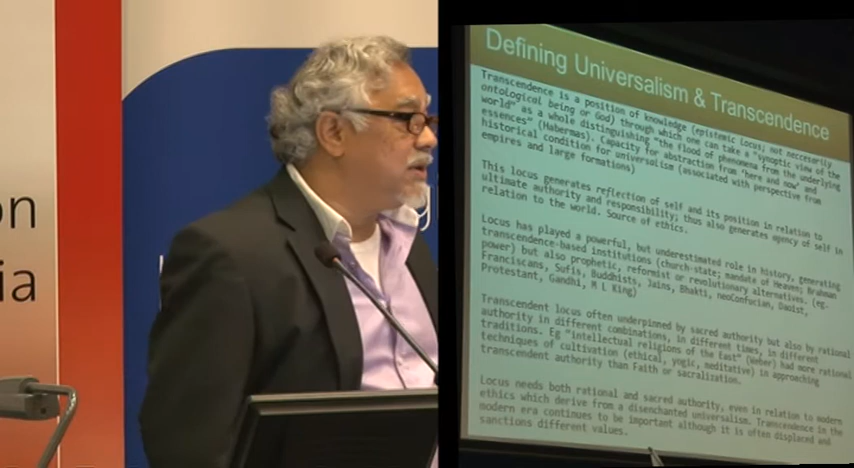 on
ia
Defining Universalism & Transcendence
Transcendence is a position of knowledge (epistemic locus; not neccesarily
ontological being or God) through which one can take a "synoptic view of the
world" as a whole distinguishing "the flood of phenomena from the underlying
essences" (Habermas). Capacity for abstraction from 'here and now' and
historical condition for universalism (associated with perspective from
empires and large formations)
This locus generates reflection of self and its position in relation to
ultimate authority and responsibility; thus also generates agency of self in
relation to the world. Source of ethics.
Locus has played a powerful, but underestimated role in history, generating
transcendence-based institutions (church-state; mandate of Heaven; Brahman
power) but also prophetic, reformist or revolutionary alternatives. (eg.
Franciscans, Sufis, Buddhists, Jains, Bhakti, neoConfucian, Daoist,
Protestant, Gandhi, M L King)
Transcendent locus often underpinned by sacred authority but also by rational
authority in different combinations, in different times, in different
traditions. Eg "intellectual religions of the East" (Weber) had more rational
techniques of cultivation (ethical, yogic, meditative) in approaching
transcendent authority than Faith or sacralization.
Locus needs both rational and sacred authority, even in relation to modern
ethics which derive from a disenchanted universalism. Transcendence in the
modern era continues to be important although it is often displaced and
sanctions different values.